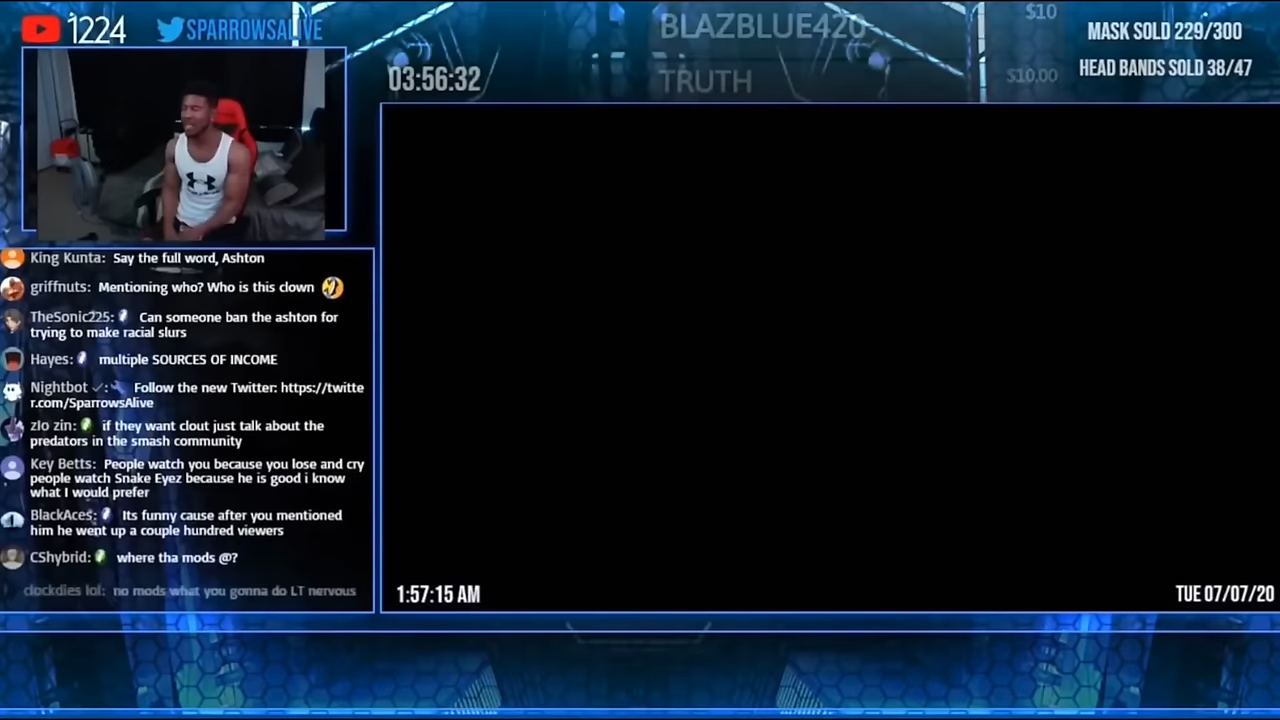 1224
SPARROWSALIVE
BLAZBLUE420
$10
TRUTH
$10.00
MASK SOLD 229/300
HEAD BANDS SOLD 38/47
03:56:32
King Kunta: Say the full word, Ashton
griffnuts: Mentioning who? Who is this clown 🤣
TheSonic225: Can someone ban the ashton for
trying to make racial slurs
Hayes: multiple SOURCES OF INCOME
Nightbot ✓: Follow the new Twitter: https://twitte
r.com/SparrowsAlive
zlo zin: if they want clout just talk about the
predators in the smash community
Key Betts: People watch you because you lose and cry
people watch Snake Eyez because he is good i know
what I would prefer
BlackAces: Its funny cause after you mentioned
him he went up a couple hundred viewers
CShybrid: where tha mods @?
clockdies lol: no mods what you gonna do LT nervous
1:57:15 AM
TUE 07/07/20